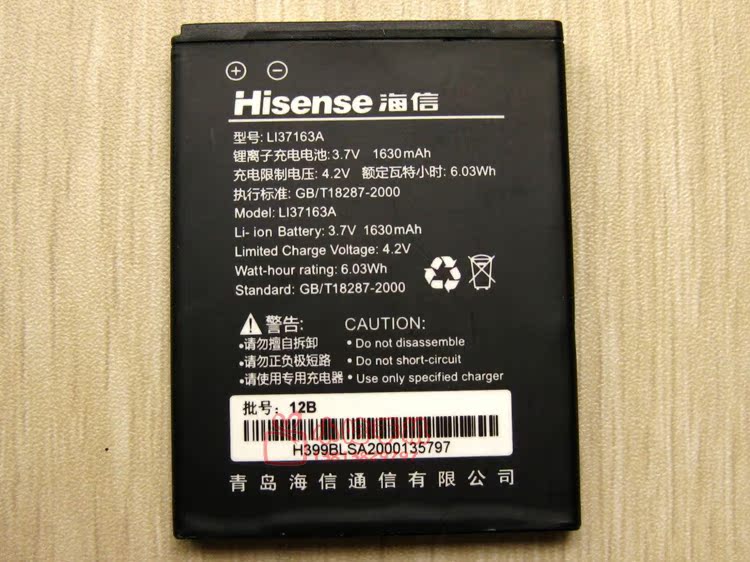 Hisense 海信
型号: LI37163A
锂离子充电电池: 3.7V 1630mAh
充电限制电压: 4.2V 额定瓦特小时: 6.03Wh
执行标准: GB/T18287-2000
Model: LI37163A
Li- ion Battery: 3.7V 1630mAh
Limited Charge Voltage: 4.2V
Watt-hour rating: 6.03Wh
Standard: GB/T18287-2000
警告: CAUTION:
•请勿擅自拆卸 • Do not disassemble
•请勿正负极短路 • Do not short-circuit
•请使用专用充电器 • Use only specified charger
批号: 12B
H399BLSA2000135797
青岛海信通信有限公司